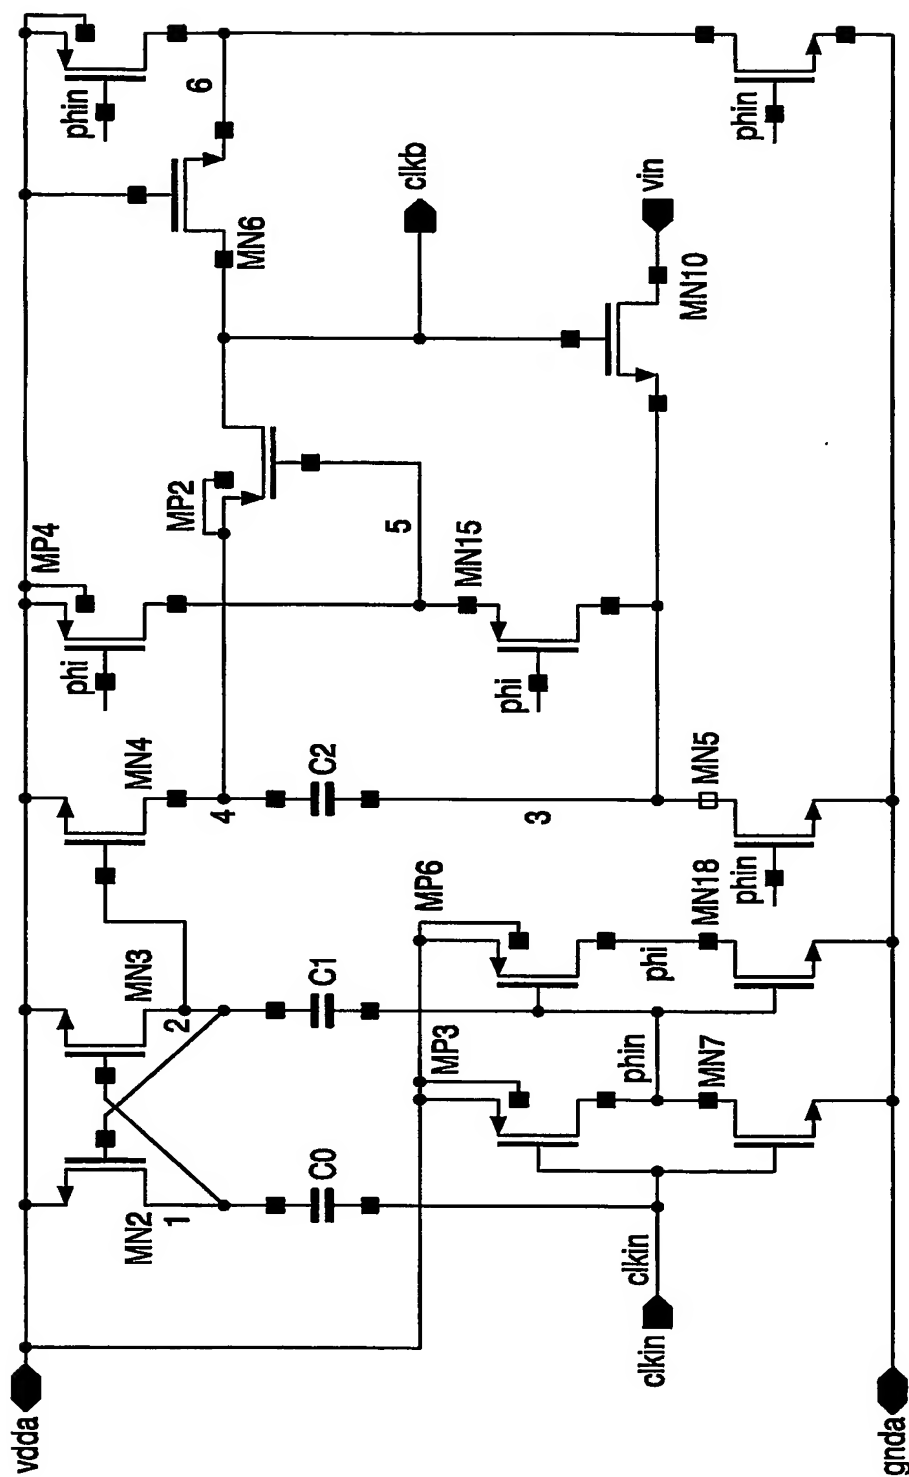 vdda
MN2
1
MN3
2
MN4
phi
MP4
phin
6
MN6
C0
C1
C2
4
3
MP2
5
MN15
phi
clkb
vin
MN10
MP3
MP6
phin
phi
MN7
MN18
phin
MN5
phin
clkin
clkin
gnda